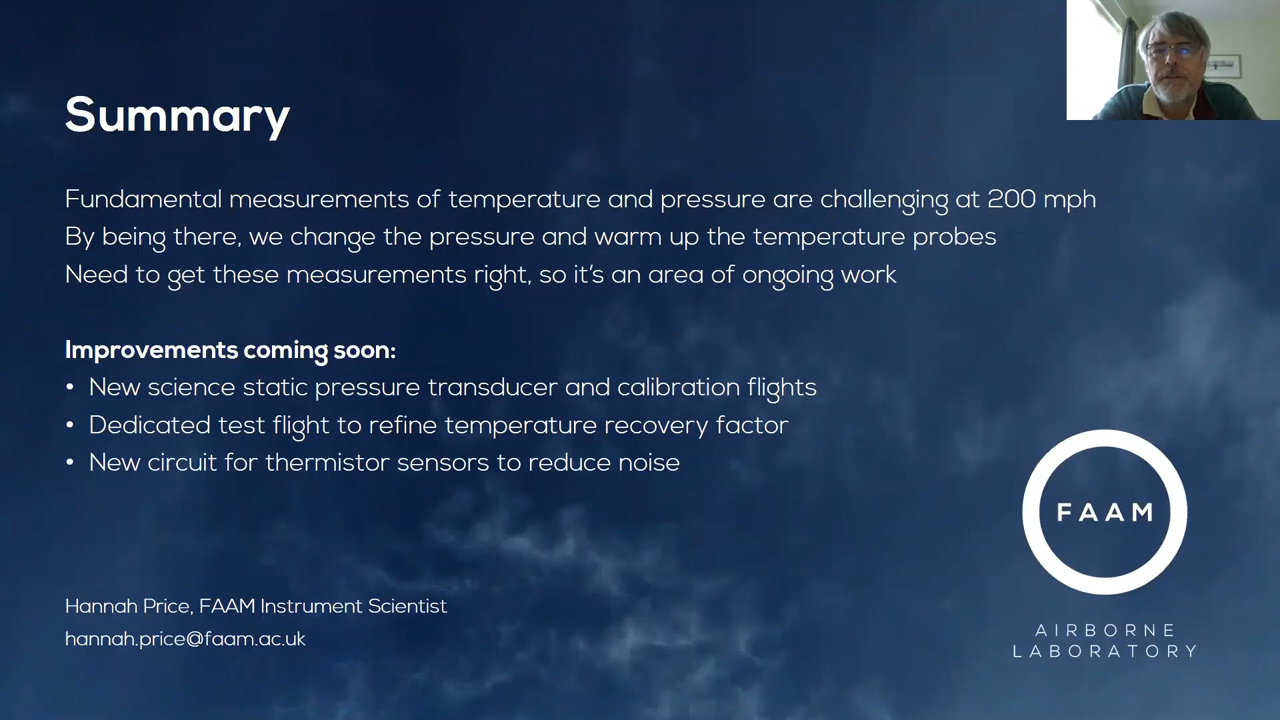 Summary
Fundamental measurements of temperature and pressure are challenging at 200 mph
By being there, we change the pressure and warm up the temperature probes
Need to get these measurements right, so it's an area of ongoing work
Improvements coming soon:
• New science static pressure transducer and calibration flights
• Dedicated test flight to refine temperature recovery factor
• New circuit for thermistor sensors to reduce noise
FAAM
AIRBORNE
LABORATORY
Hannah Price, FAAM Instrument Scientist
hannah.price@faam.ac.uk